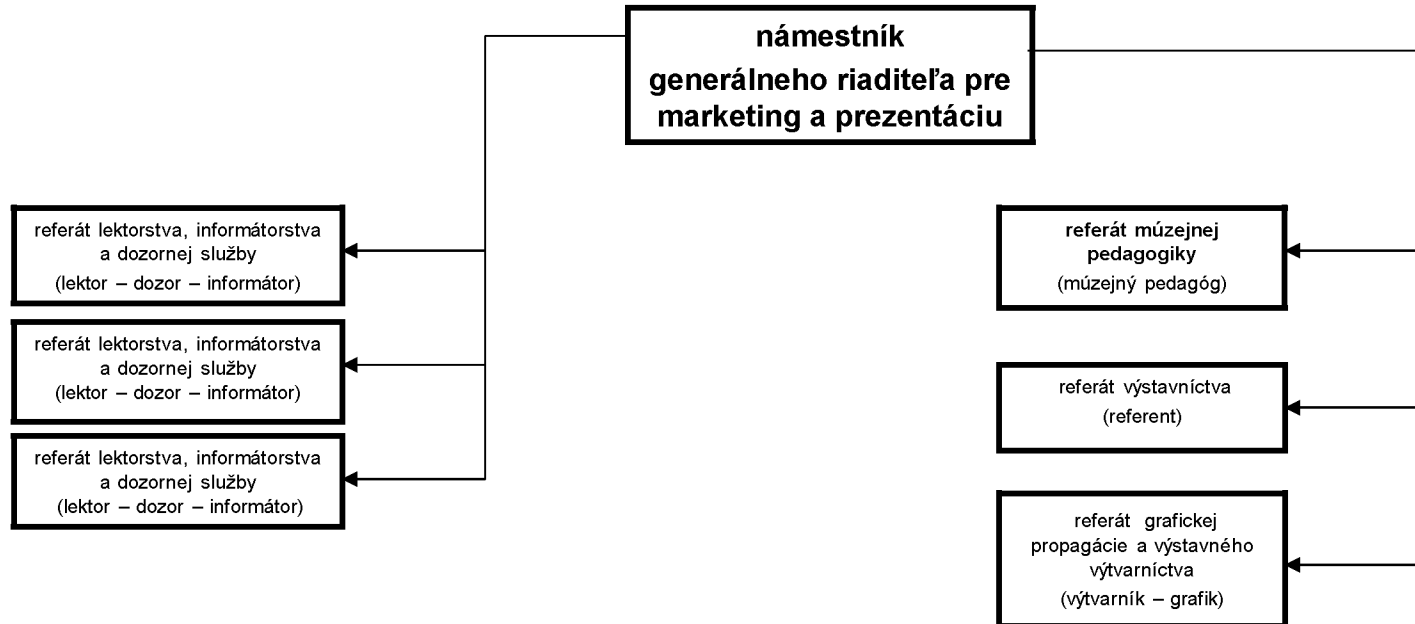 námestník
generálneho riaditeľa pre
marketing a prezentáciu
referát lektorstva, informátorstva
a dozornej služby
(lektor – dozor – informátor)
referát lektorstva, informátorstva
a dozornej služby
(lektor – dozor – informátor)
referát lektorstva, informátorstva
a dozornej služby
(lektor – dozor – informátor)
referát múzejnej
pedagogiky
(múzejný pedagóg)
referát výstavníctva
(referent)
referát grafickej
propagácie a výstavného
výtvarníctva
(výtvarník – grafik)